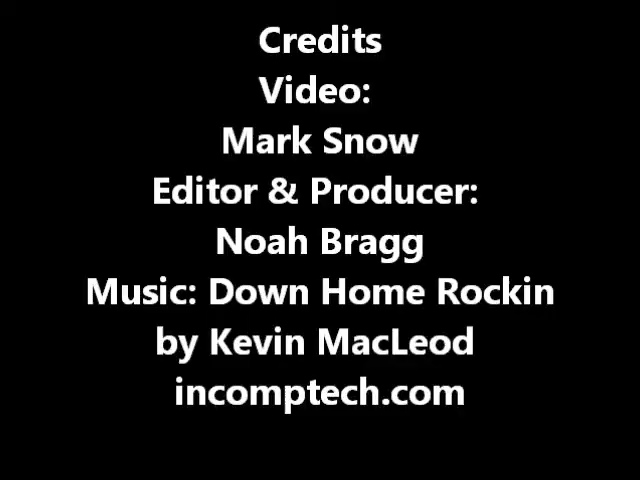 Credits
Video:
Mark Snow
Editor & Producer:
Noah Bragg
Music: Down Home Rockin
by Kevin MacLeod
incomptech.com